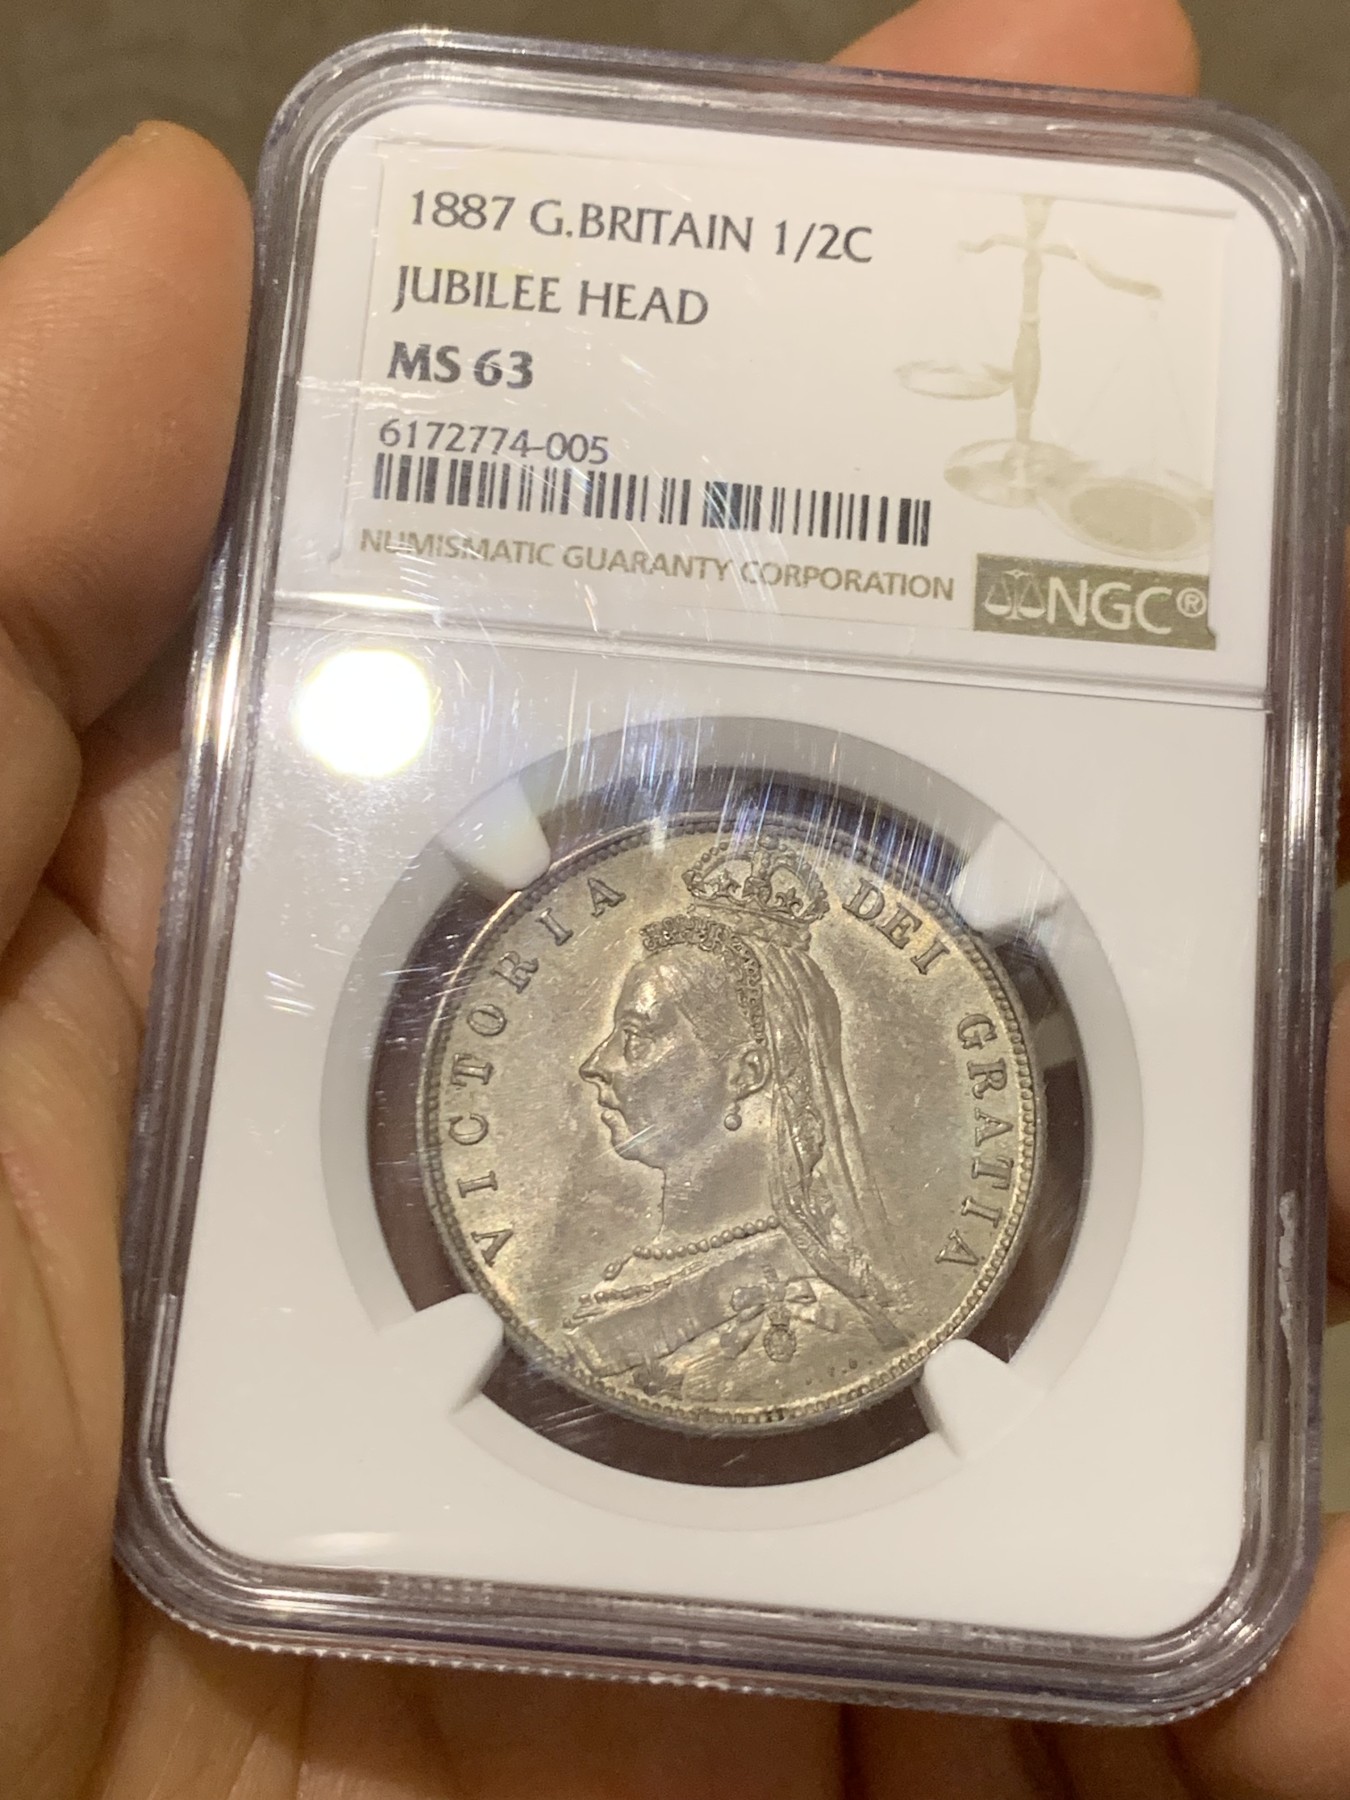 1887 G.BRITAIN 1/2C
JUBILEE HEAD
MS 63
6172774-005
NUMISMATIC GUARANTY CORPORATION
NGC®
VICTORIA DEI GRATIA